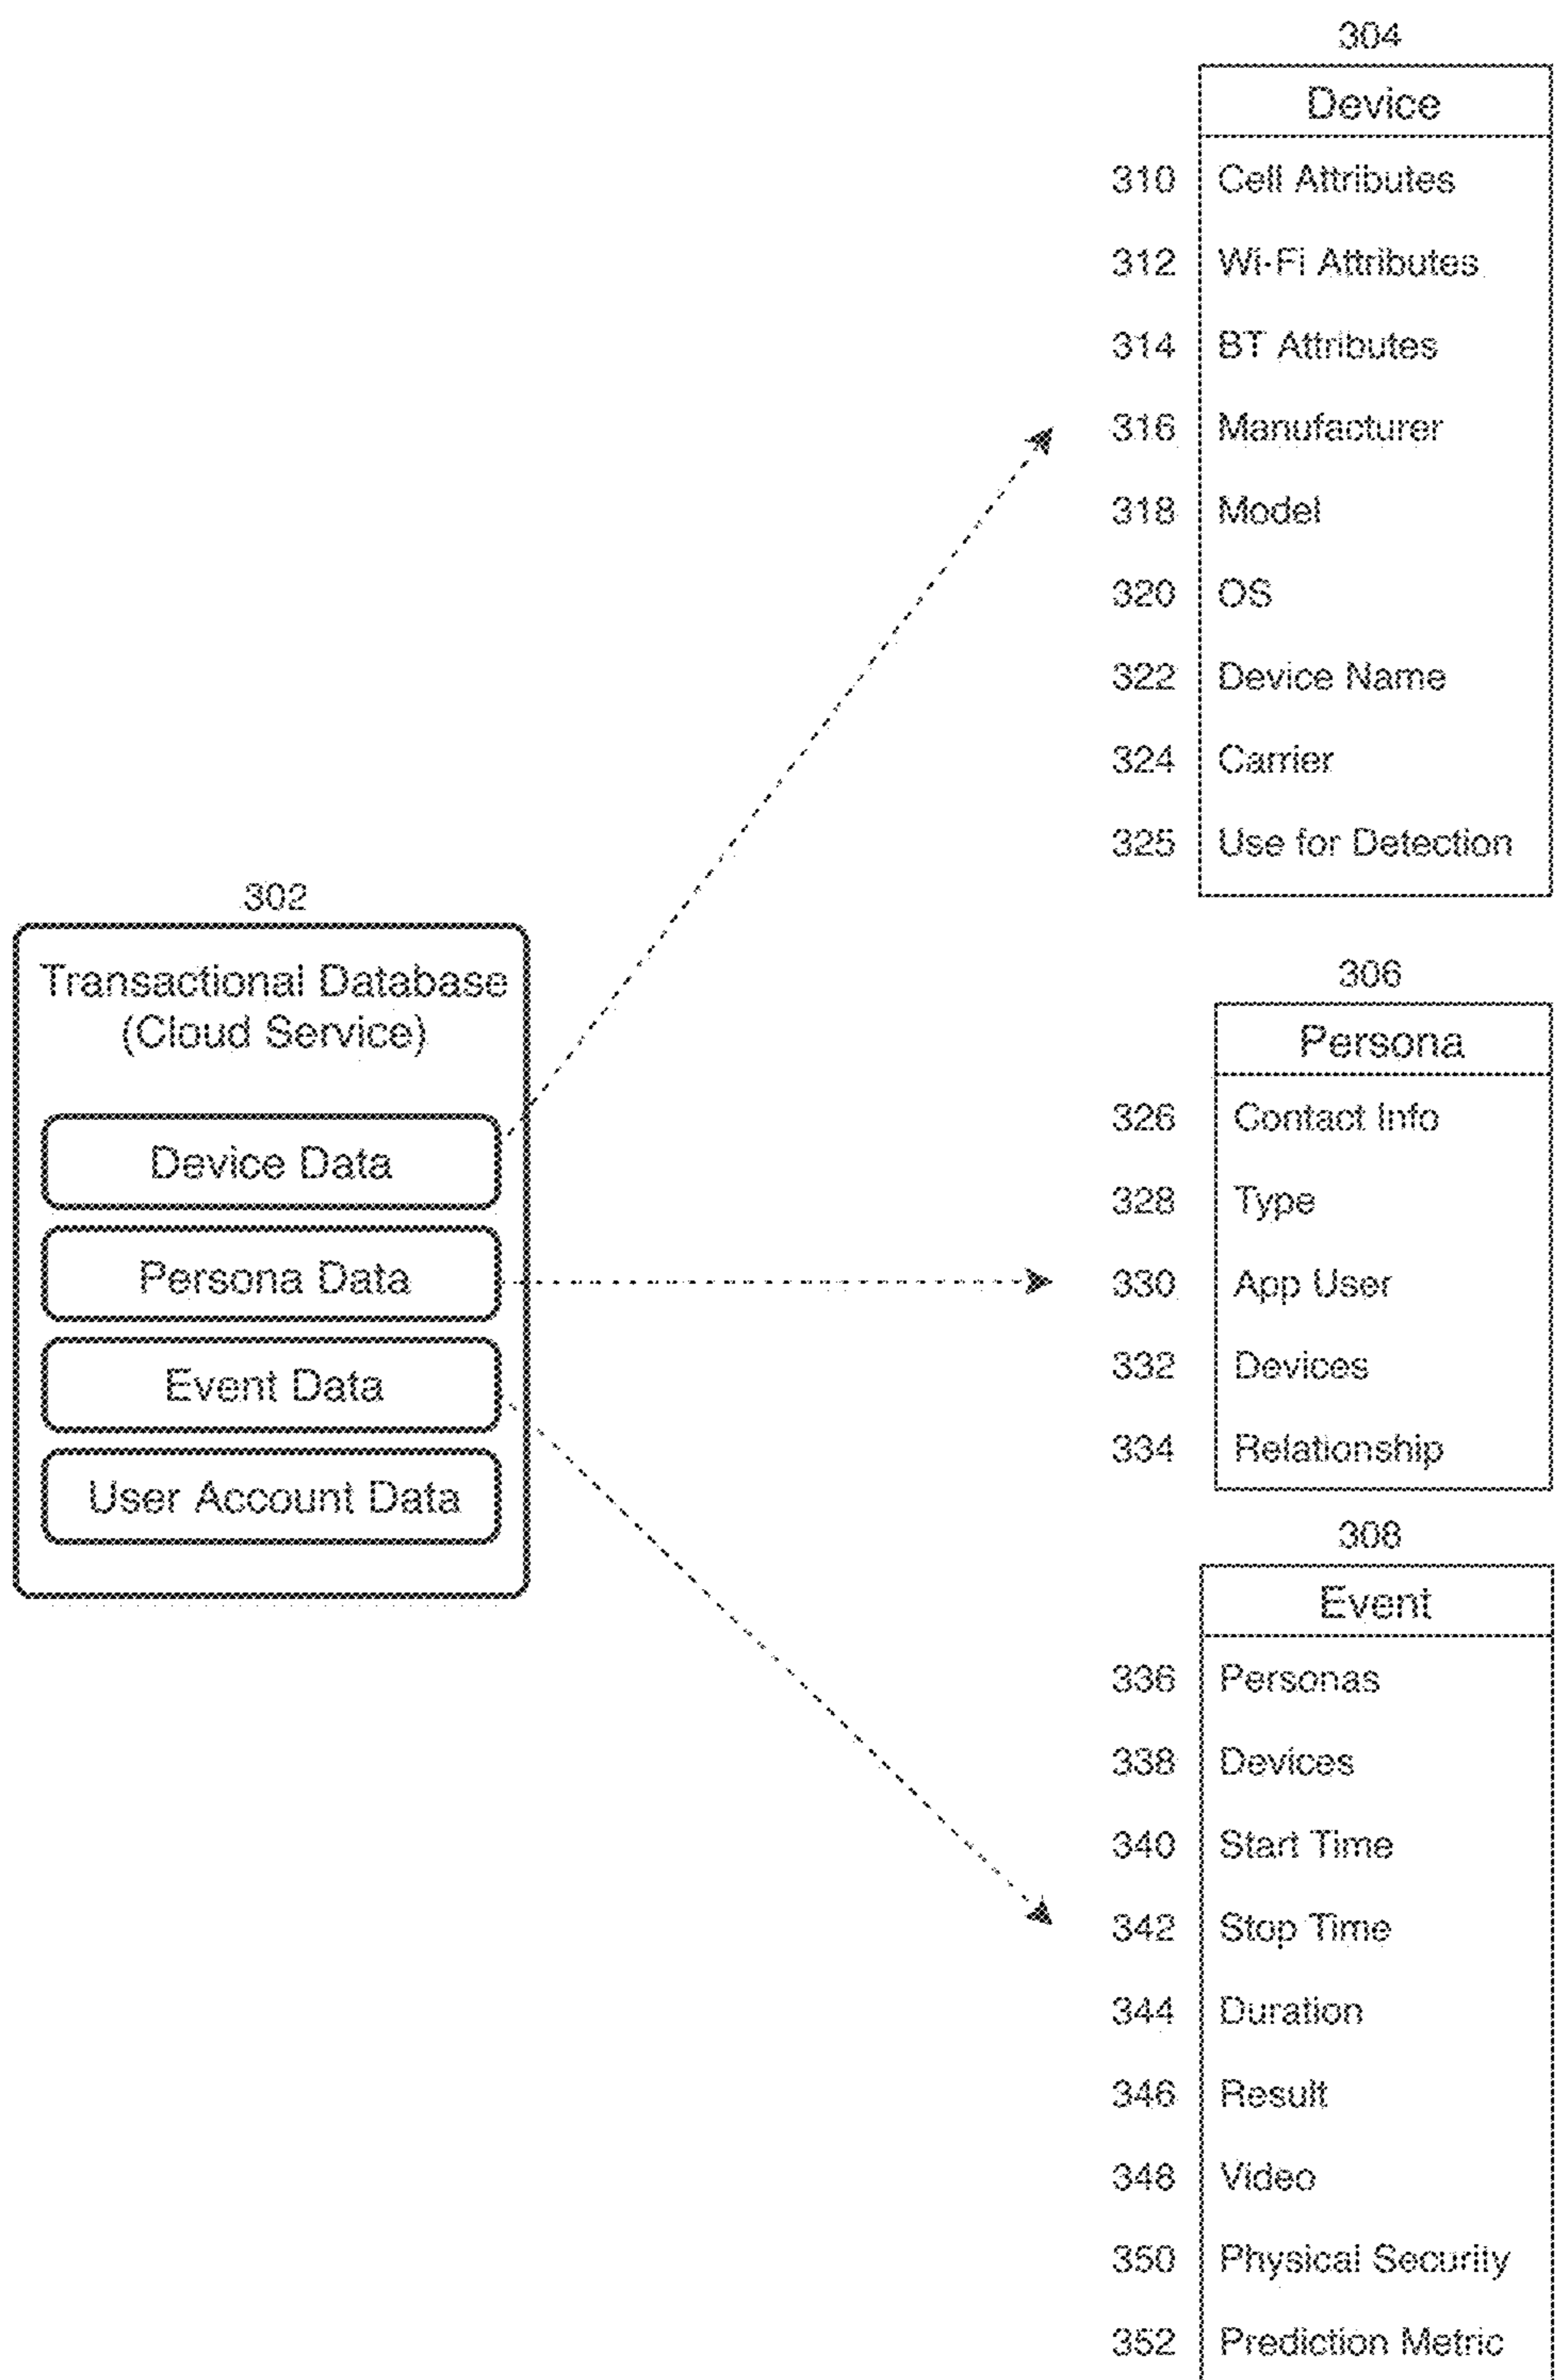 302
Transactional Database
(Cloud Service)
Device Data
Persona Data
Event Data
User Account Data
304
Device
310 Cell Attributes
312 Wi-Fi Attributes
314 BT Attributes
316 Manufacturer
318 Model
320 OS
322 Device Name
324 Carrier
325 Use for Detection
306
Persona
326 Contact Info
328 Type
330 App User
332 Devices
334 Relationship
308
Event
336 Personas
338 Devices
340 Start Time
342 Stop Time
344 Duration
346 Result
348 Video
350 Physical Security
352 Prediction Metric